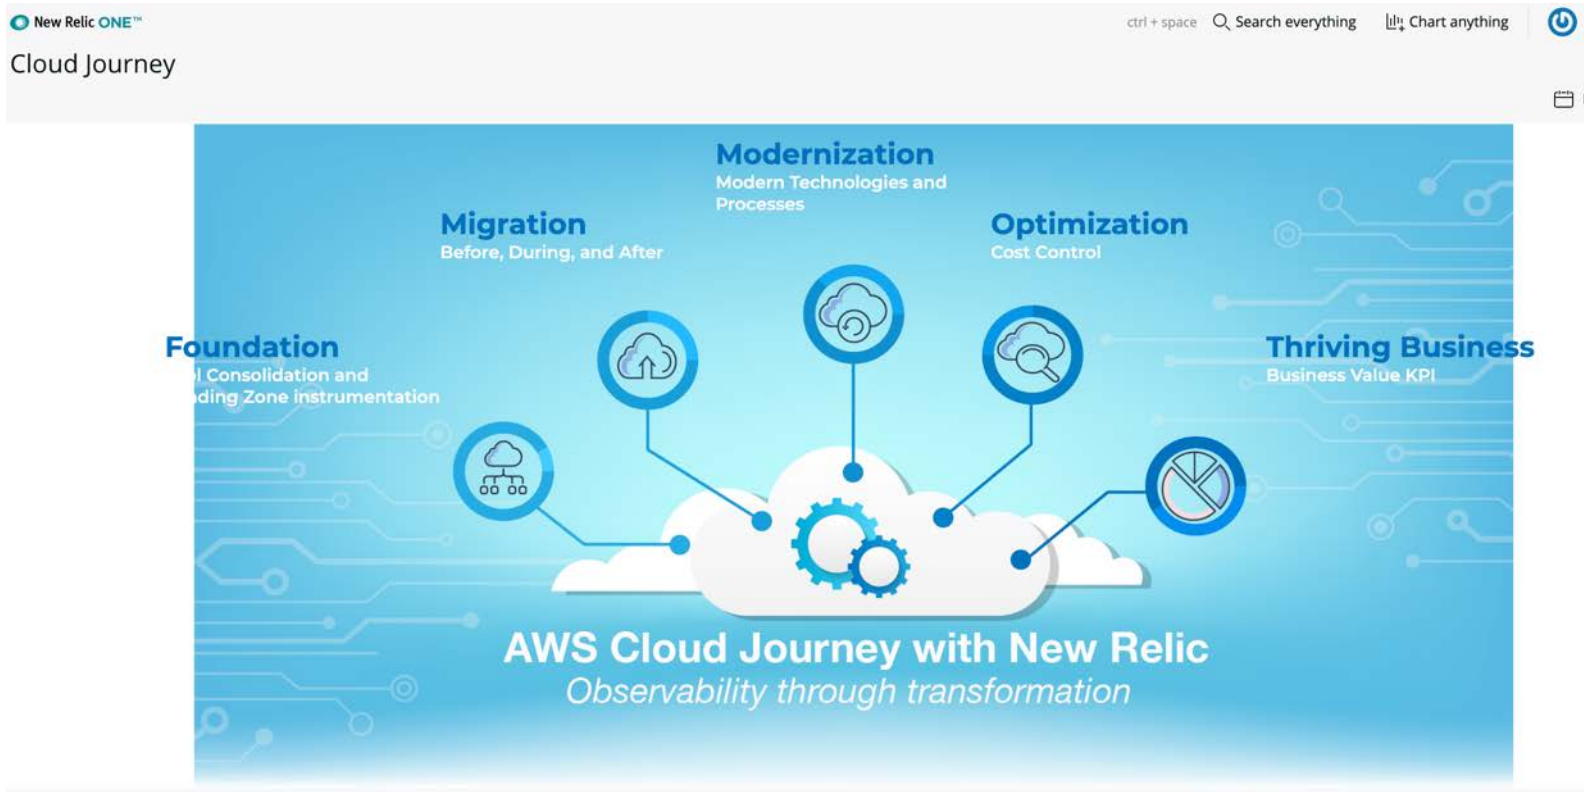 New Relic ONE™
ctrl + space Search everything Chart anything
Cloud Journey
Modernization
Modern Technologies and
Processes
Migration
Before, During, and After
Optimization
Cost Control
Foundation
Consolidation and
Zone instrumentation
Thriving Business
Business Value KPI
AWS Cloud Journey with New Relic
Observability through transformation